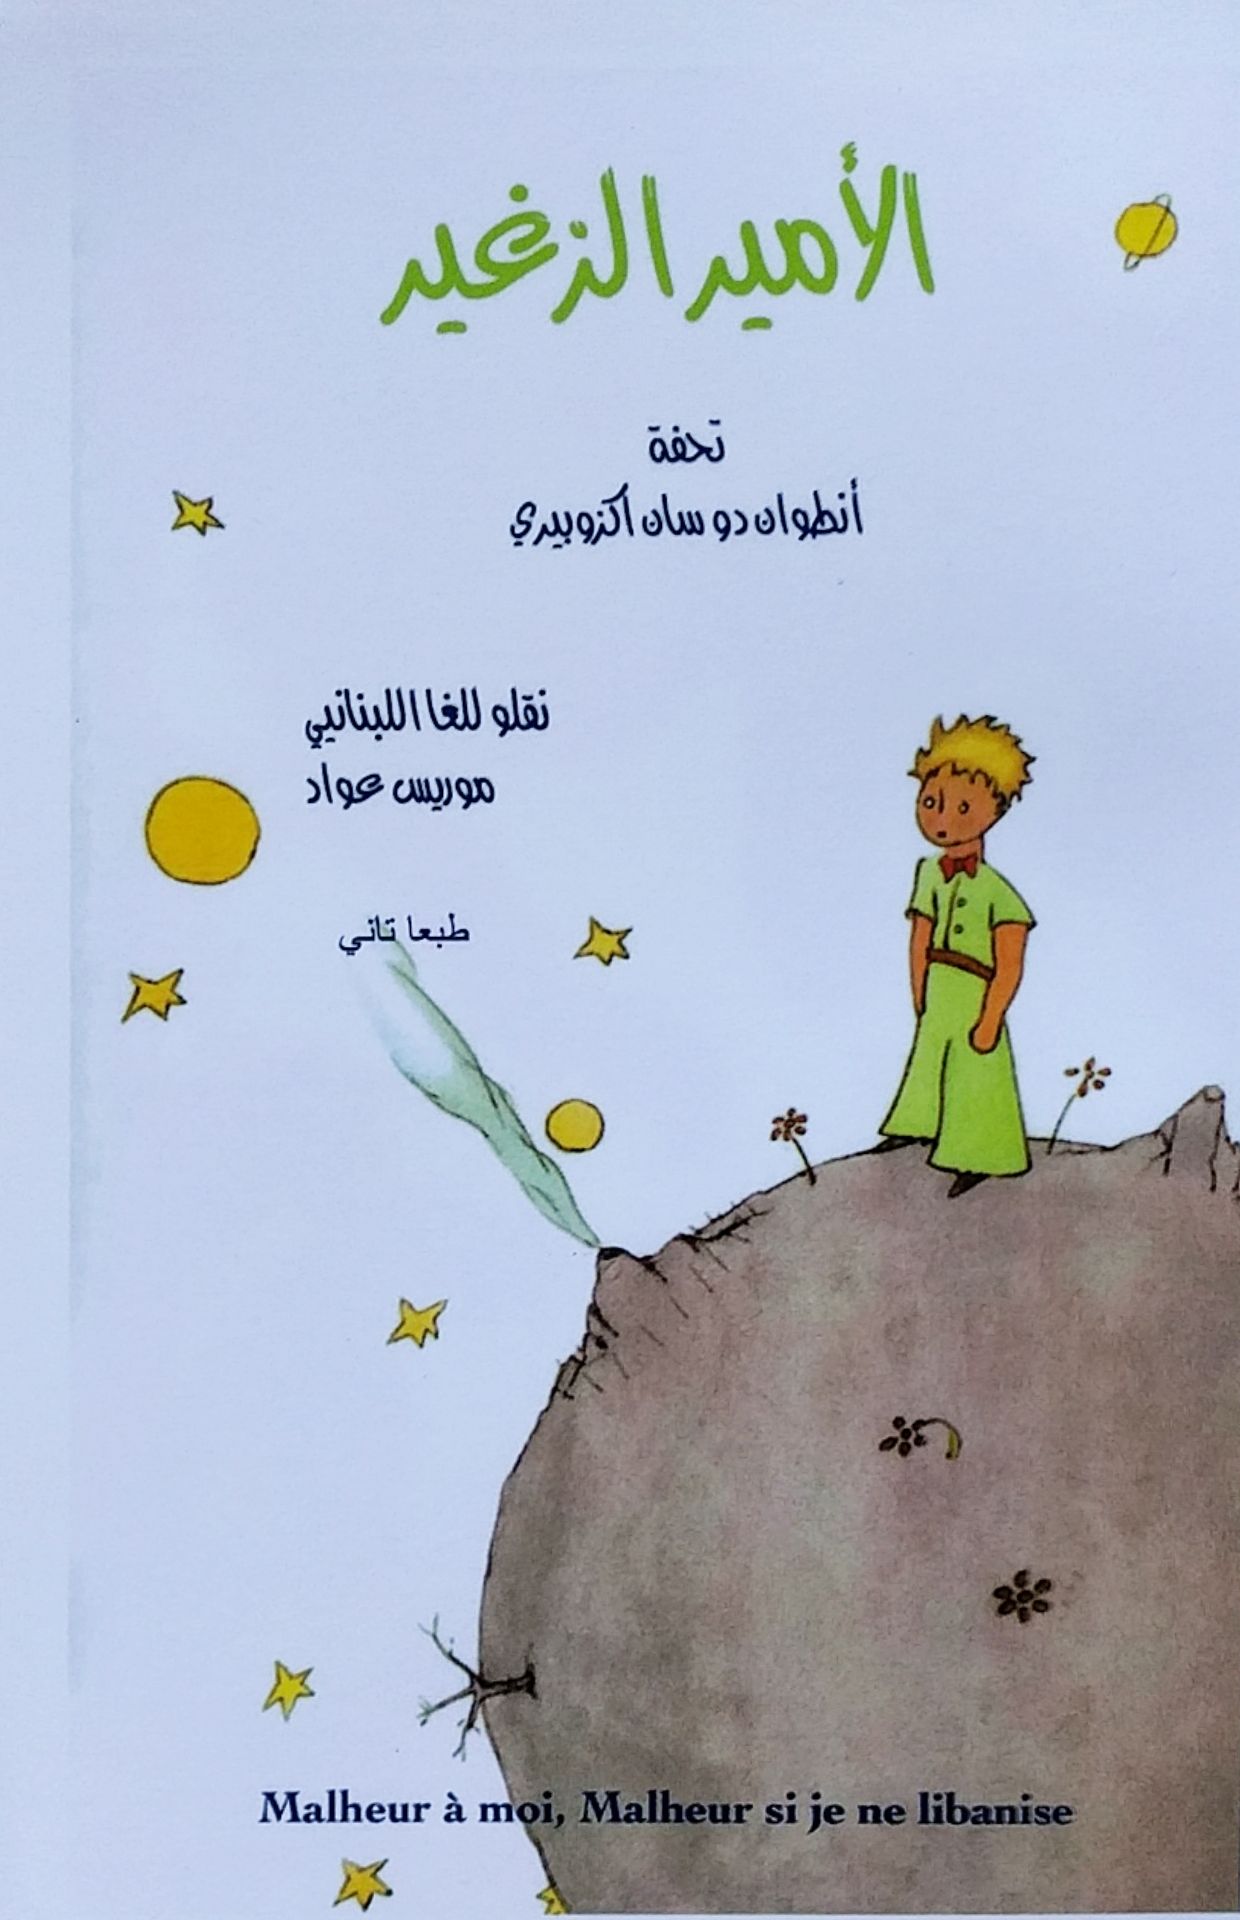 الأمير الزغير
تحفة
أنطوان دو سان اكزوبيري
نقلو للغا اللبنانيي
موريس عواد
طبعا تاني
Malheur à moi, Malheur si je ne libanise